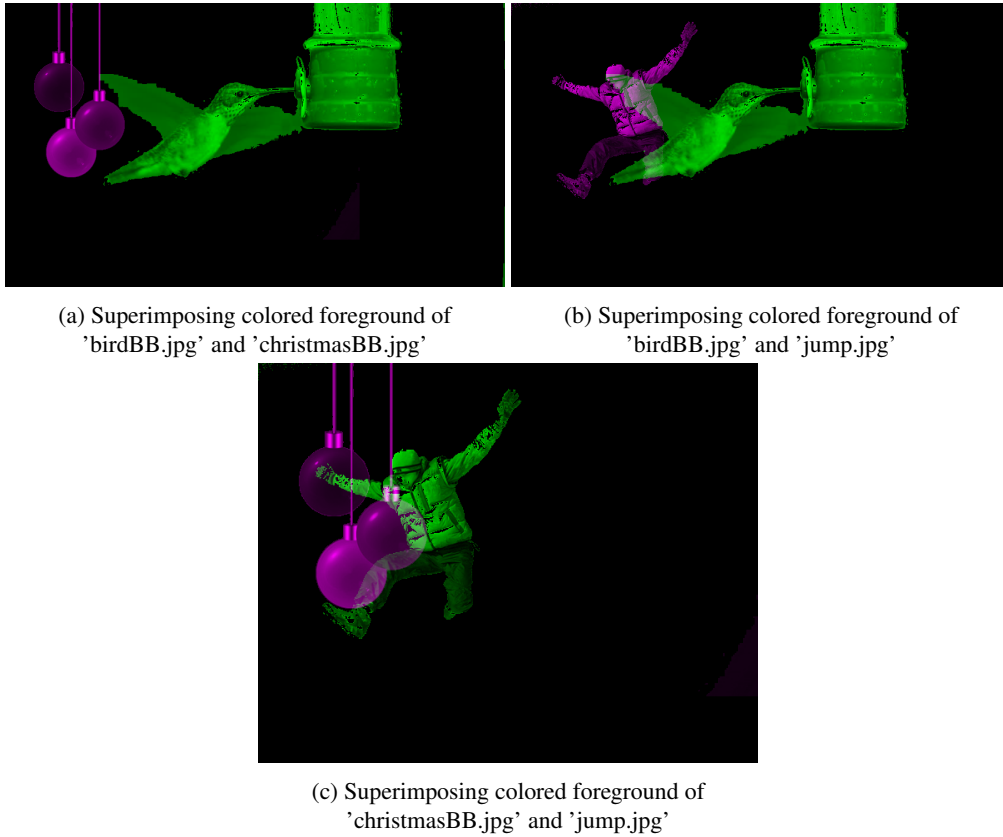 (a) Superimposing colored foreground of
’birdBB.jpg’ and ’christmasBB.jpg’
(b) Superimposing colored foreground of
’birdBB.jpg’ and ’jump.jpg’
(c) Superimposing colored foreground of
’christmasBB.jpg’ and ’jump.jpg’